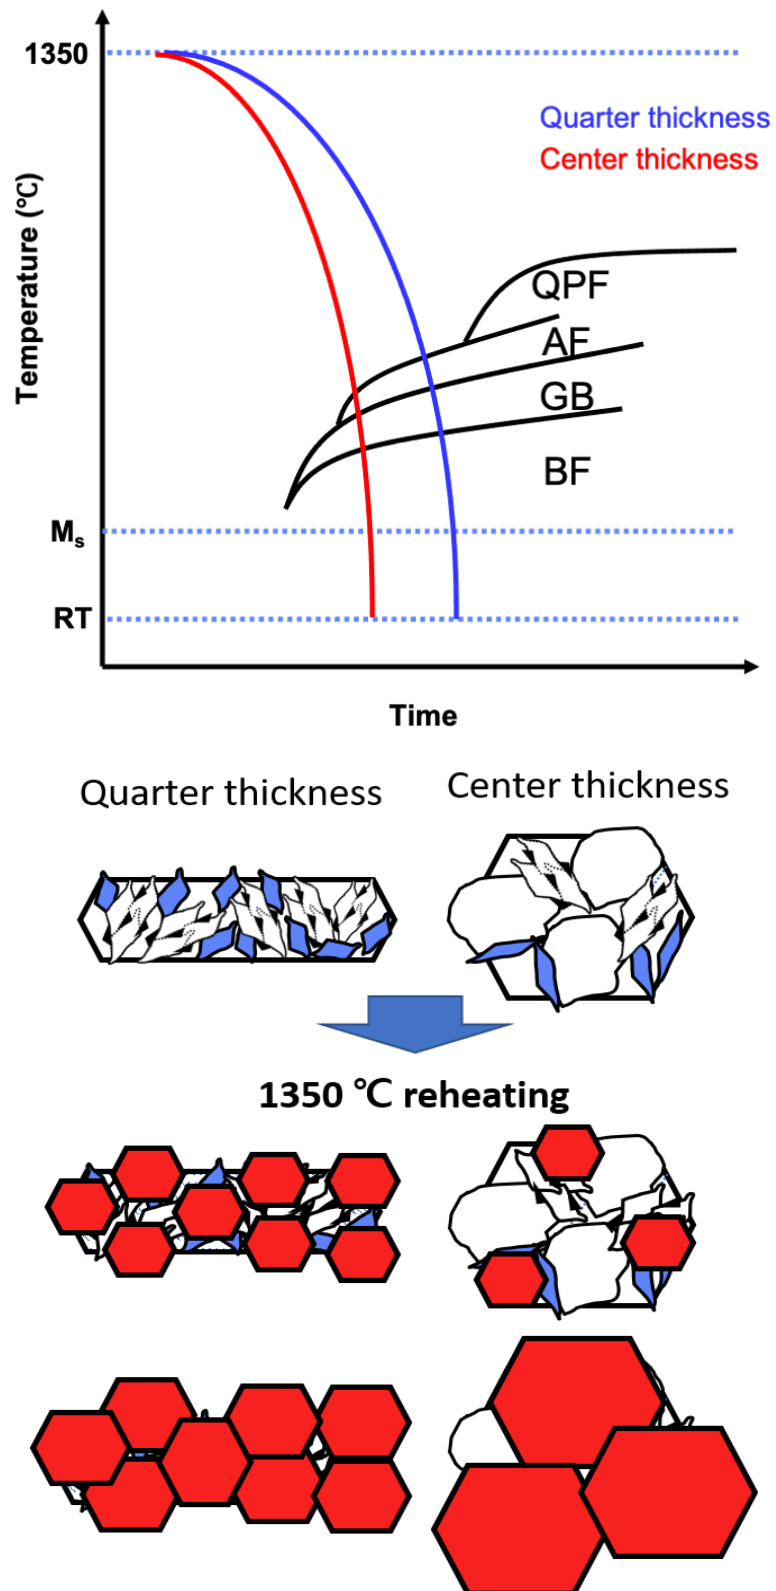 1350
Quarter thickness
Center thickness
Temperature (℃)
QPF
AF
GB
BF
Ms
RT
Time
Quarter thickness
Center thickness
1350 ℃ reheating